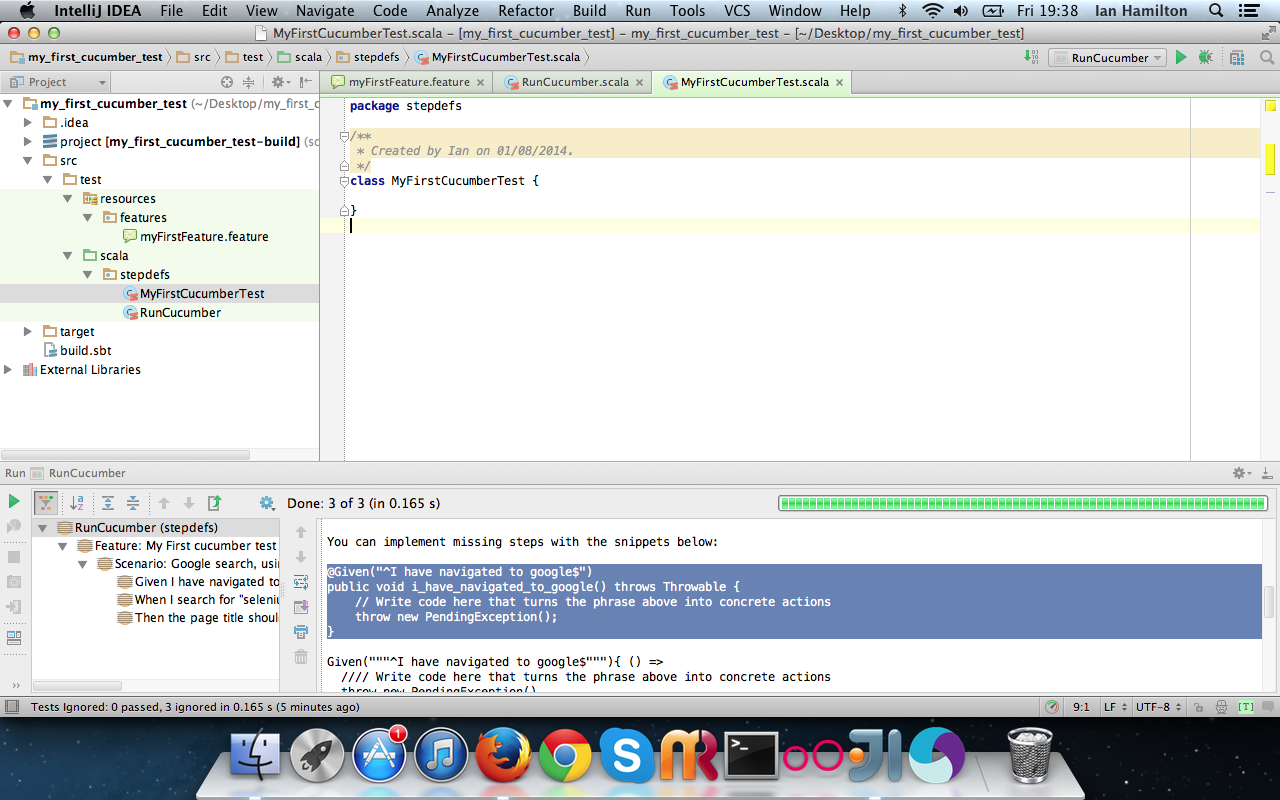 IntelliJ IDEA File Edit View Navigate Code Analyze Refactor Build Run Tools VCS Window Help Fri 19:38 Ian Hamilton
MyFirstCucumberTest.scala - [my_first_cucumber_test] - my_first_cucumber_test - [~/Desktop/my_first_cucumber_test]
my_first_cucumber_test src test scala stepdefs MyFirstCucumberTest.scala RunCucumber
Project myFirstFeature.feature RunCucumber.scala MyFirstCucumberTest.scala
my_first_cucumber_test (~/Desktop/my_first_c
.idea
project [my_first_cucumber_test-build] (sc
src
test
resources
features
myFirstFeature.feature
scala
stepdefs
MyFirstCucumberTest
RunCucumber
target
build.sbt
External Libraries
package stepdefs
/**
* Created by Ian on 01/08/2014.
*/
class MyFirstCucumberTest {
}
Run RunCucumber
Done: 3 of 3 (in 0.165 s)
RunCucumber (stepdefs)
Feature: My First cucumber test
Scenario: Google search, usi
Given I have navigated to
When I search for "seleni
Then the page title shoul
You can implement missing steps with the snippets below:
@Given("^I have navigated to google$")
public void i_have_navigated_to_google() throws Throwable {
// Write code here that turns the phrase above into concrete actions
throw new PendingException();
}
Given("""^I have navigated to google$"""){ () =>
//// Write code here that turns the phrase above into concrete actions
throw new PendingException()
Tests Ignored: 0 passed, 3 ignored in 0.165 s (5 minutes ago) 9:1 LF UTF-8 [T]
1